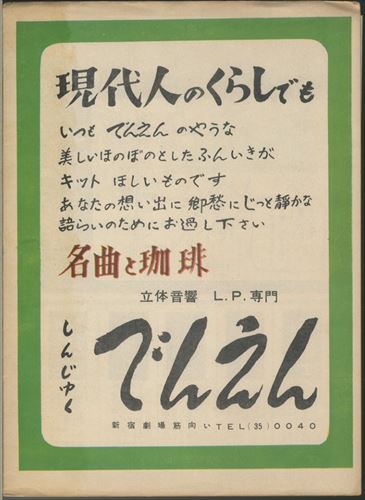 現代人のくらしでも
いつも でんえん のやうな
美しいほのぼのとしたふんいきが
キット ほしいものです
あなたの想い出に 郷愁にじっと靜かな
語らいのために お過し下さい
名曲と珈琲
立体音響 L.P.専門
しんじゆく
でんえん
新宿劇場筋向い TEL(35)0040